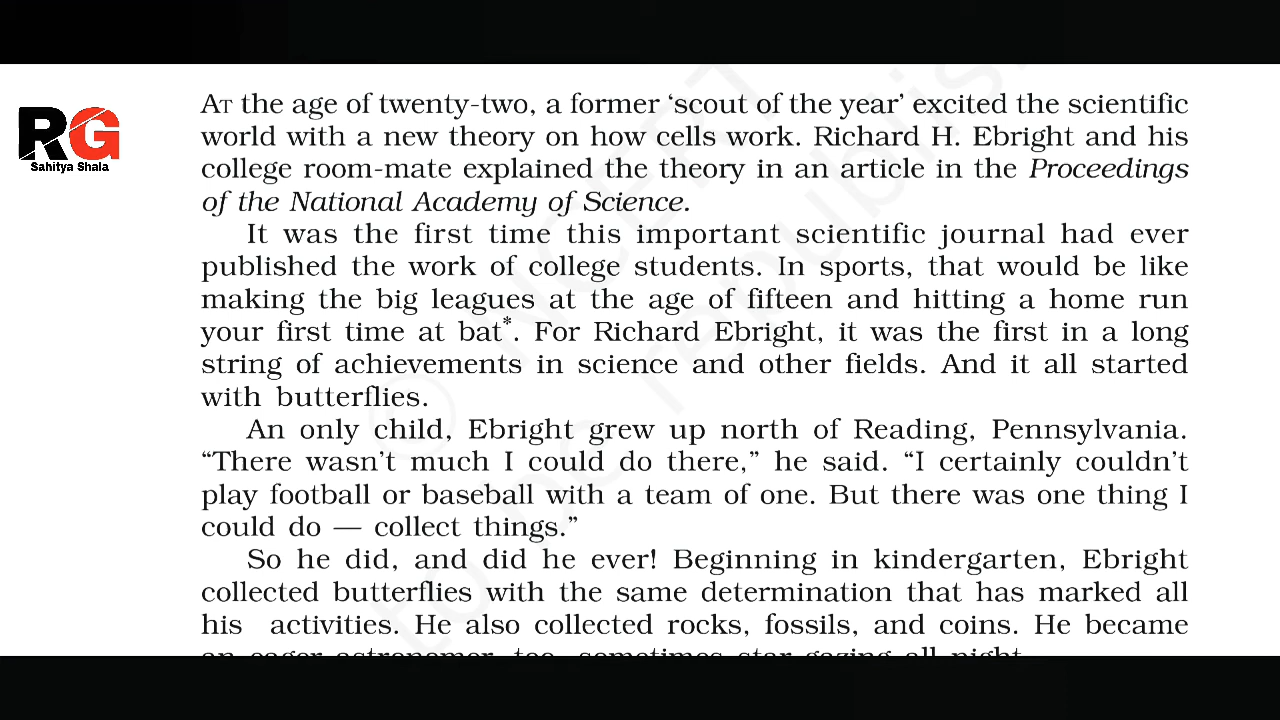 RG
Sahitya Shala
AT the age of twenty-two, a former ‘scout of the year’ excited the scientific
world with a new theory on how cells work. Richard H. Ebright and his
college room-mate explained the theory in an article in the Proceedings
of the National Academy of Science.
It was the first time this important scientific journal had ever
published the work of college students. In sports, that would be like
making the big leagues at the age of fifteen and hitting a home run
your first time at bat*. For Richard Ebright, it was the first in a long
string of achievements in science and other fields. And it all started
with butterflies.
An only child, Ebright grew up north of Reading, Pennsylvania.
“There wasn’t much I could do there,” he said. “I certainly couldn’t
play football or baseball with a team of one. But there was one thing I
could do — collect things.”
So he did, and did he ever! Beginning in kindergarten, Ebright
collected butterflies with the same determination that has marked all
his activities. He also collected rocks, fossils, and coins. He became
an eager astronomer, too, sometimes star-gazing all night.